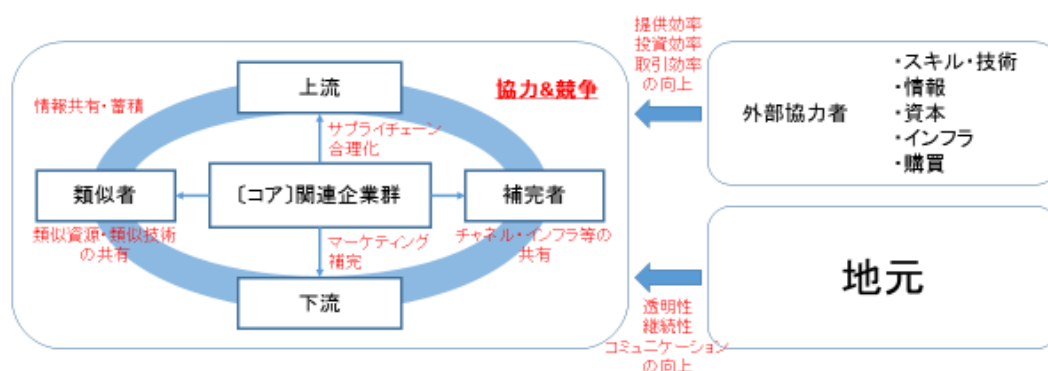 提供効率
投資効率
取引効率
の向上
協力&競争
上流
情報共有・蓄積
サプライチェーン
合理化
類似者
〔コア〕関連企業群
補完者
類似資源・類似技術
の共有
マーケティング
補完
チャネル・インフラ等の
共有
下流
外部協力者
・スキル・技術
・情報
・資本
・インフラ
・購買
地元
透明性
継続性
コミュニケーション
の向上